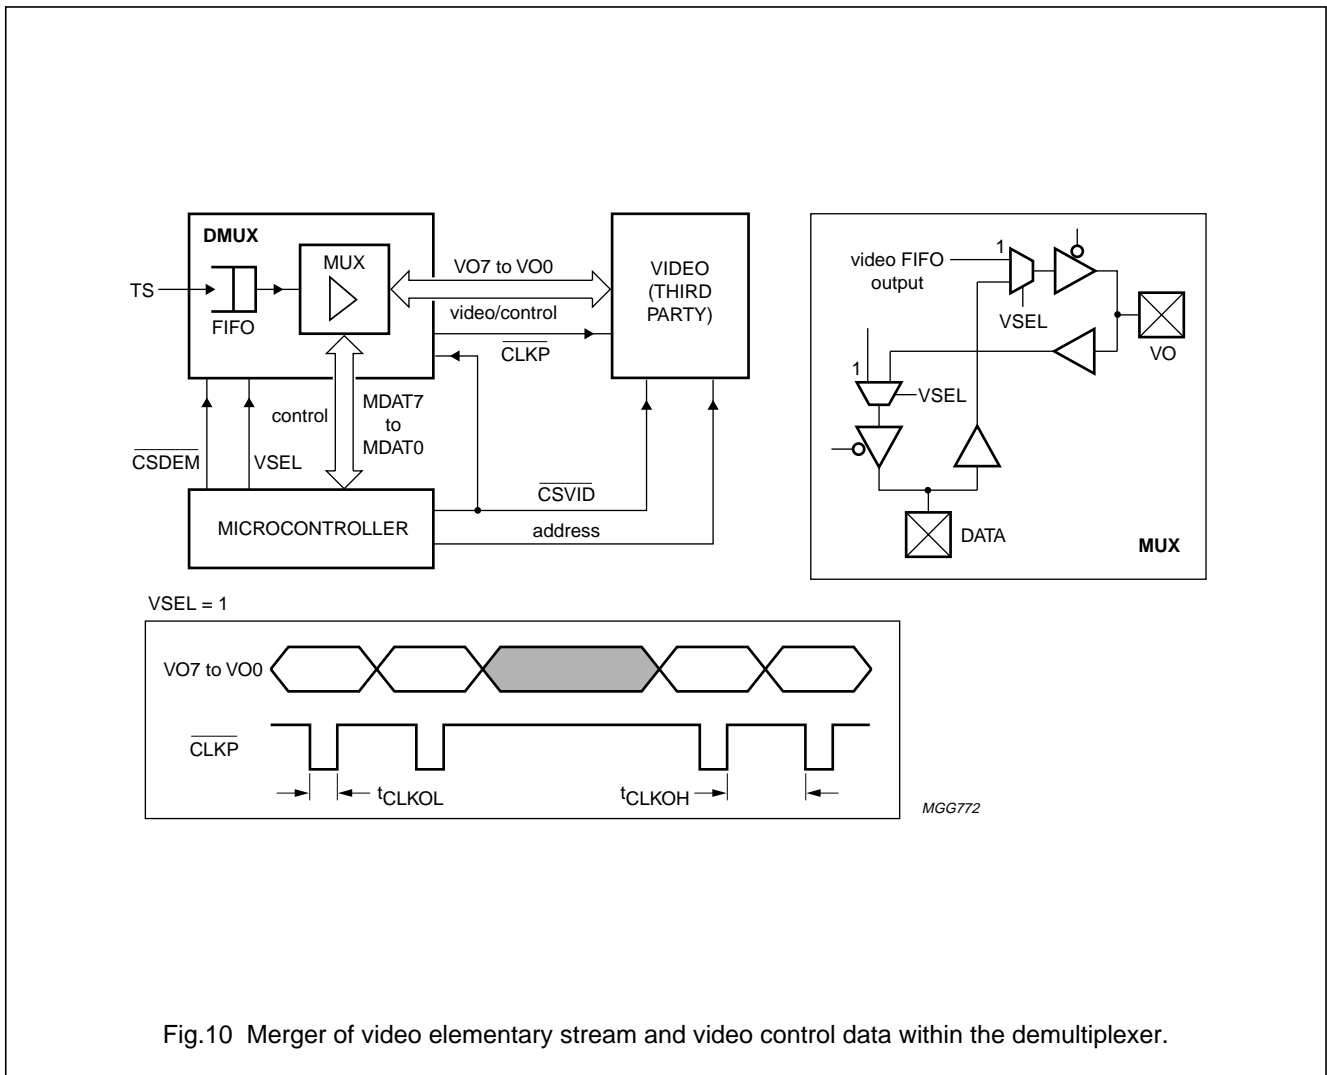 DMUX
MUX
TS
FIFO
VO7 to VO0
video/control
CLKP
VIDEO
(THIRD
PARTY)
control
MDAT7
to
MDAT0
CSDEM
VSEL
MICROCONTROLLER
CSVID
address
1
video FIFO
output
VSEL
VO
1
VSEL
DATA
MUX
VSEL = 1
VO7 to VO0
CLKP
tCLKOL
tCLKOH
MGG772
Fig.10 Merger of video elementary stream and video control data within the demultiplexer.